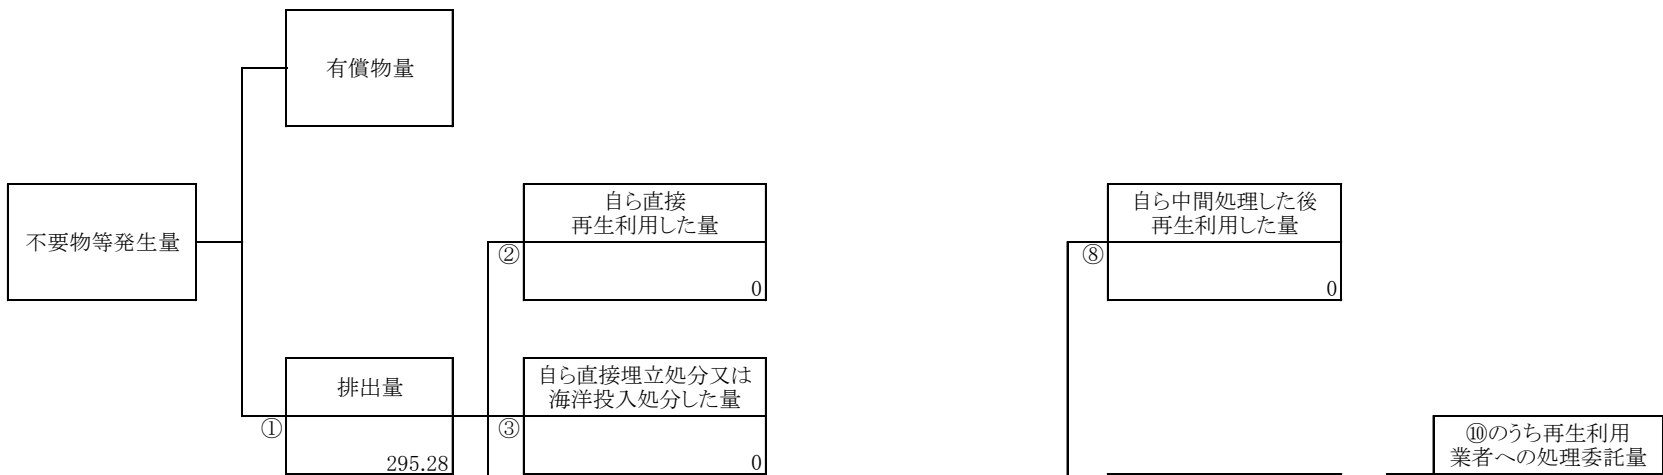 有償物量
不要物等発生量
自ら直接
再生利用した量
②
0
自ら中間処理した後
再生利用した量
⑧
0
排出量
①
295.28
自ら直接埋立処分又は
海洋投入処分した量
③
0
⑩のうち再生利用
業者への処理委託量